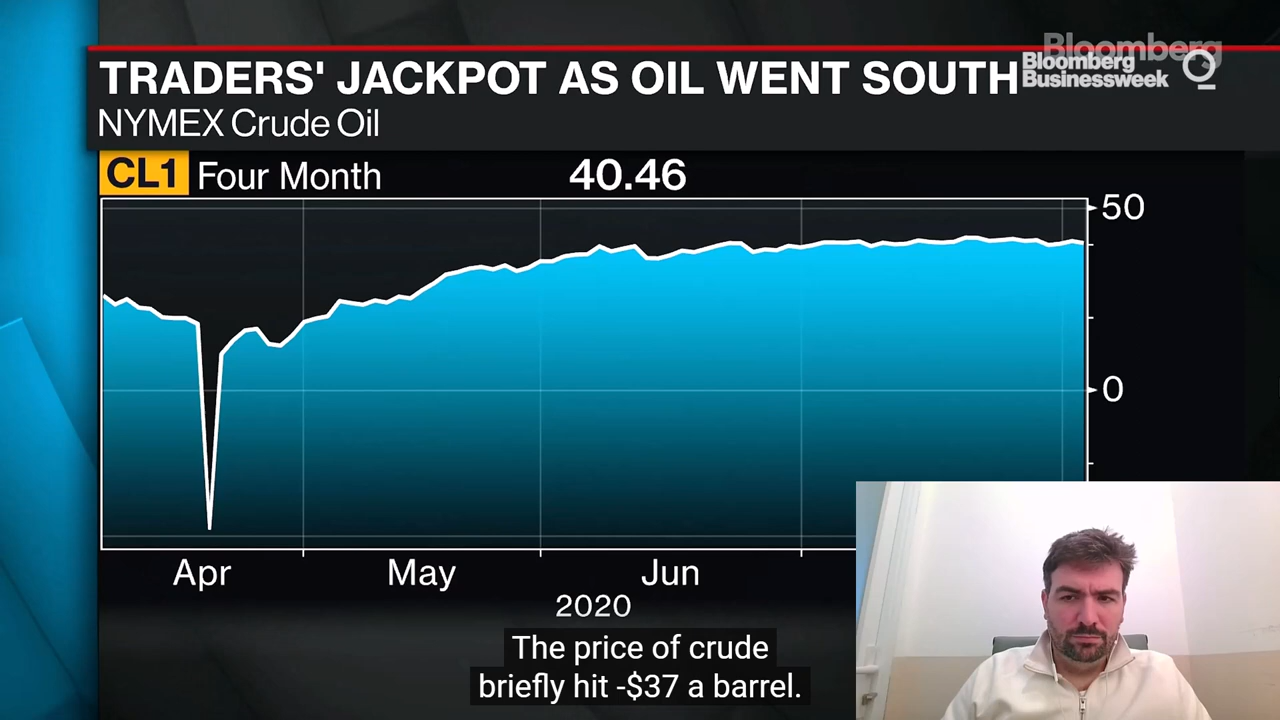 Bloomberg
TRADERS' JACKPOT AS OIL WENT SOUTH
Bloomberg
Businessweek
NYMEX Crude Oil
CL1 Four Month 40.46
50
0
Apr May Jun
2020
The price of crude
briefly hit -$37 a barrel.